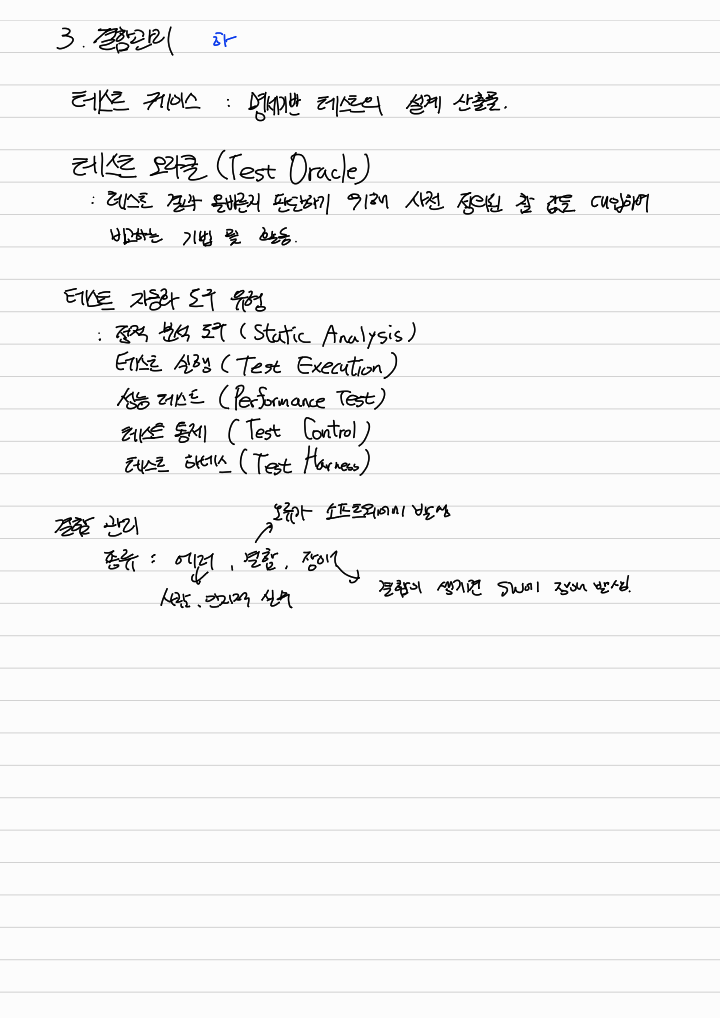 3. 결함관리 하
테스트 케이스 : 명세기반 테스트의 설계 산출물.
테스트 오라클 (Test Oracle)
: 테스트 결과 올바른지 판단하기 위해 사전 정의된 참 값을 대입하여
비교하는 기법 및 활동.
테스트 자동화 도구 유형
: 정적 분석 도구 (Static Analysis)
테스트 실행 (Test Execution)
성능 테스트 (Performance Test)
테스트 통제 (Test Control)
테스트 하네스 (Test Harness)
오류가 소프트웨어에 발생
결함 관리
종류 : 에러, 결함, 장애
결함이 생기면 SW에 장애 발생.
사람, 실수